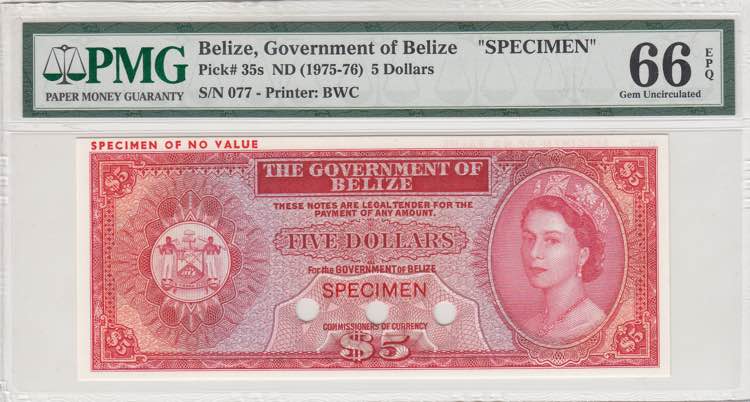 PMG
PAPER MONEY GUARANTY
Belize, Government of Belize "SPECIMEN"
Pick# 35s ND (1975-76) 5 Dollars
S/N 077 - Printer: BWC
66 EPQ
Gem Uncirculated
SPECIMEN OF NO VALUE
$5
$5
THE GOVERNMENT OF
BELIZE
THESE NOTES ARE LEGAL TENDER FOR THE
PAYMENT OF ANY AMOUNT.
FIVE DOLLARS
For the GOVERNMENT of BELIZE
SPECIMEN
COMMISSIONERS OF CURRENCY
$5
$5
$5